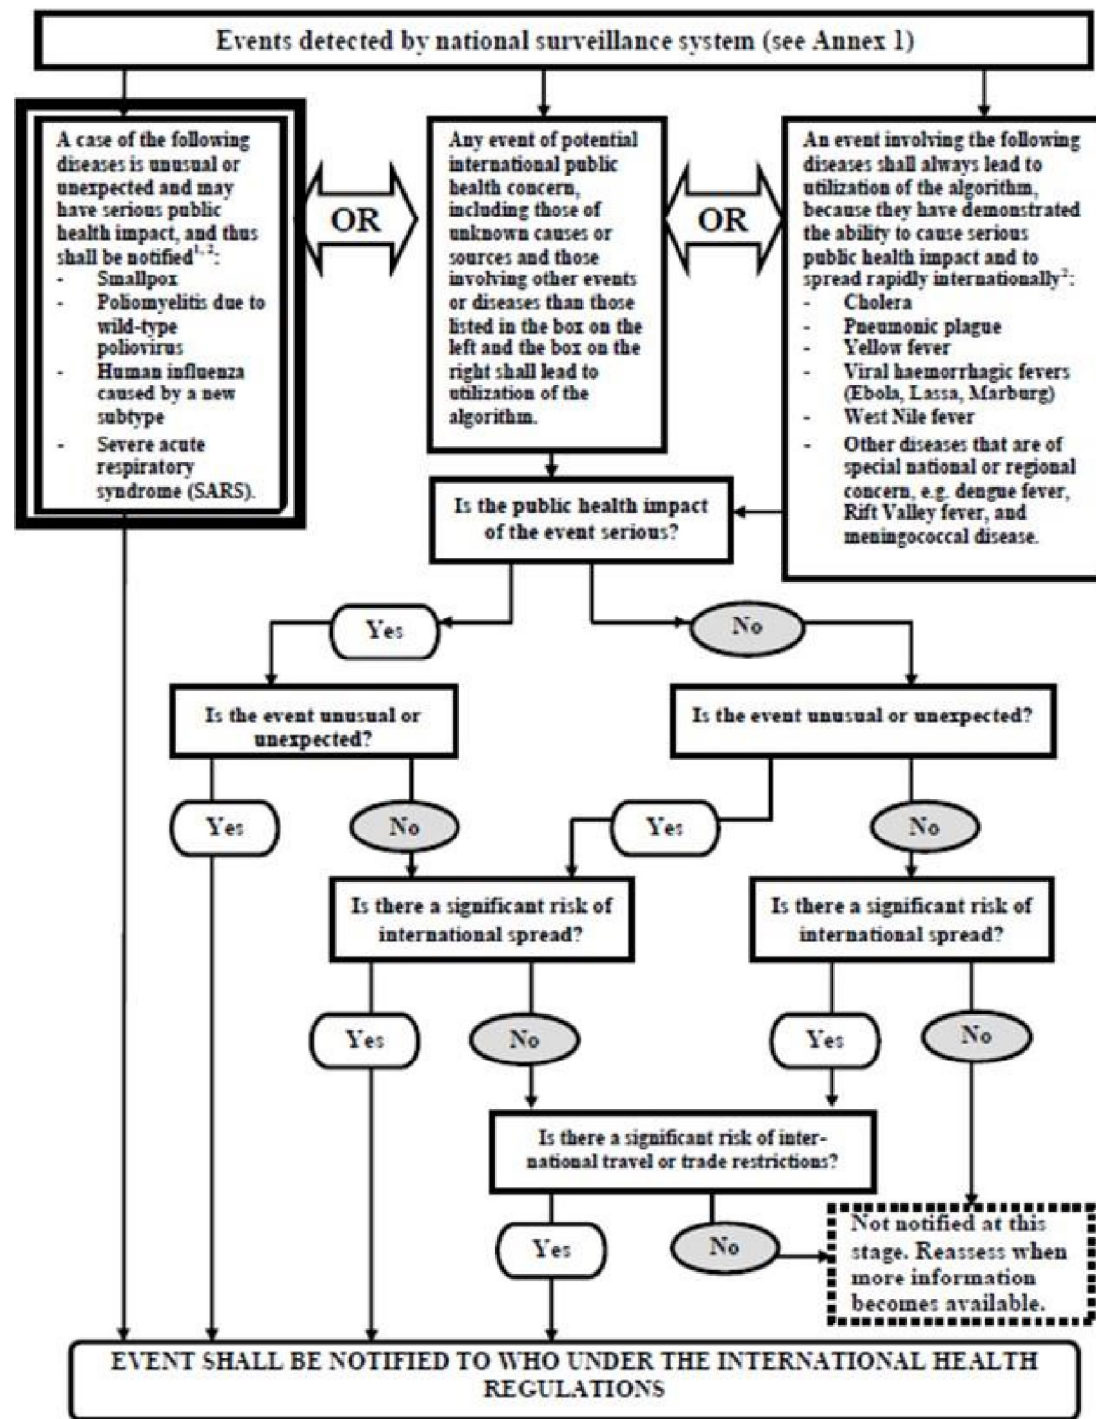 Events detected by national surveillance system (see Annex 1)
A case of the following
diseases is unusual or
unexpected and may
have serious public
health impact, and thus
shall be notified1, 2:
- Smallpox
- Poliomyelitis due to
wild-type
poliovirus
- Human influenza
caused by a new
subtype
- Severe acute
respiratory
syndrome (SARS).
OR
Any event of potential
international public
health concern,
including those of
unknown causes or
sources and those
involving other events
or diseases than those
listed in the box on the
left and the box on the
right shall lead to
utilization of the
algorithm.
OR
An event involving the following
diseases shall always lead to
utilization of the algorithm,
because they have demonstrated
the ability to cause serious
public health impact and to
spread rapidly internationally2:
- Cholera
- Pneumonic plague
- Yellow fever
- Viral haemorrhagic fevers
(Ebola, Lassa, Marburg)
- West Nile fever
- Other diseases that are of
special national or regional
concern, e.g. dengue fever,
Rift Valley fever, and
meningococcal disease.
Is the public health impact
of the event serious?
Yes
No
Is the event unusual or
unexpected?
Is the event unusual or unexpected?
Yes
No
Yes
No
Is there a significant risk of
international spread?
Is there a significant risk of
international spread?
Yes
No
Yes
No
Is there a significant risk of inter-
national travel or trade restrictions?
Yes
No
Not notified at this
stage. Reassess when
more information
becomes available.
EVENT SHALL BE NOTIFIED TO WHO UNDER THE INTERNATIONAL HEALTH
REGULATIONS